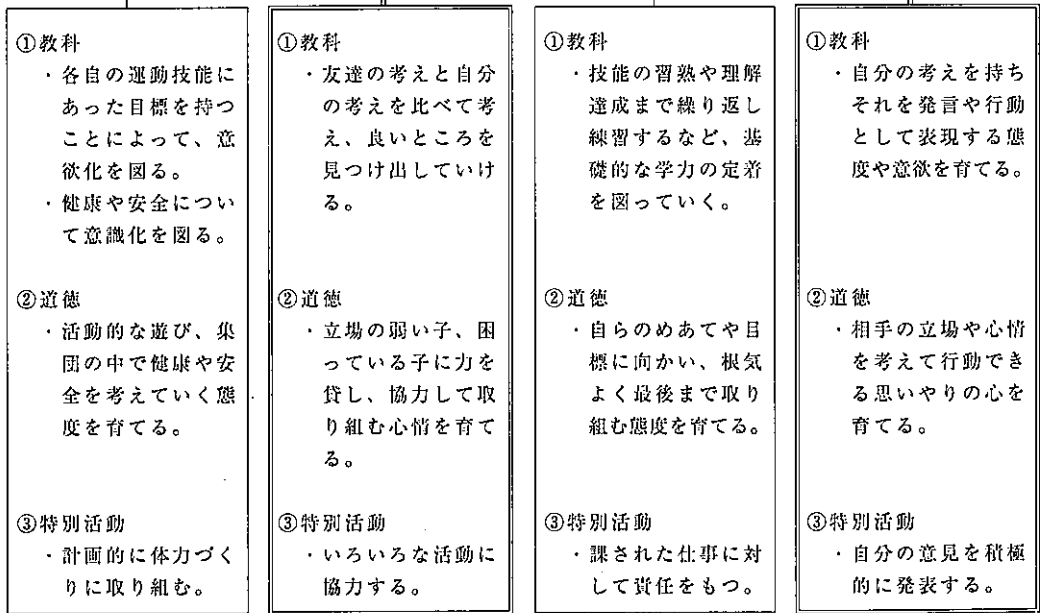 ①教科
・各自の運動技能に
あった目標を持つ
ことによって、意
欲化を図る。
・健康や安全につい
て意識化を図る。
②道徳
・活動的な遊び、集
団の中で健康や安
全を考えていく態
度を育てる。
③特別活動
・計画的に体力づく
りに取り組む。
①教科
・友達の考えと自分
の考えを比べて考
え、良いところを
見つけ出していけ
る。
②道徳
・立場の弱い子、困
っている子に力を
貸し、協力して取
り組む心情を育て
る。
③特別活動
・いろいろな活動に
協力する。
①教科
・技能の習熟や理解
達成まで繰り返し
練習するなど、基
礎的な学力の定着
を図っていく。
②道徳
・自らのめあてや目
標に向かい、根気
よく最後まで取り
組む態度を育てる。
③特別活動
・課された仕事に対
して責任をもつ。
①教科
・自分の考えを持ち
それを発言や行動
として表現する態
度や意欲を育てる。
②道徳
・相手の立場や心情
を考えて行動でき
る思いやりの心を
育てる。
③特別活動
・自分の意見を積極
的に発表する。